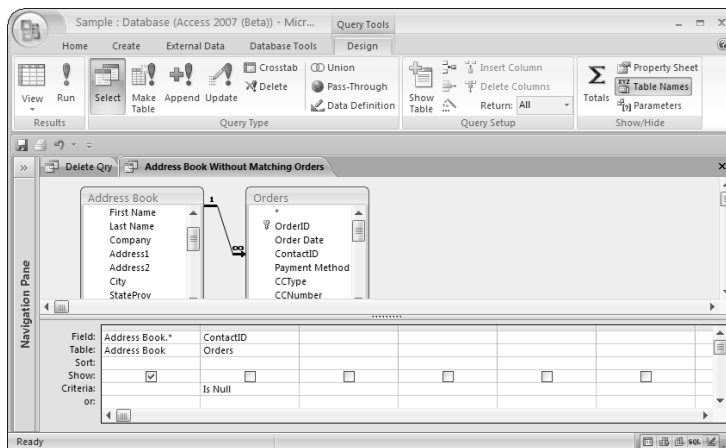 Sample : Database (Access 2007 (Beta)) - Micr...
Query Tools
Home
Create
External Data
Database Tools
Design
View
Run
Results
Select
Make Table
Append
Update
Crosstab
Delete
Union
Pass-Through
Data Definition
Query Type
Show Table
Insert Column
Delete Columns
Return: All
Query Setup
Totals
Property Sheet
Table Names
Parameters
Show/Hide
Delete Qry
Address Book Without Matching Orders
Navigation Pane
Address Book
First Name
Last Name
Company
Address1
Address2
City
StateProv
1
∞
Orders
*
OrderID
Order Date
ContactID
Payment Method
CCType
CCNumber
Field: Address Book.* ContactID
Table: Address Book Orders
Sort:
Show:
Criteria: Is Null
or:
Ready
SQL